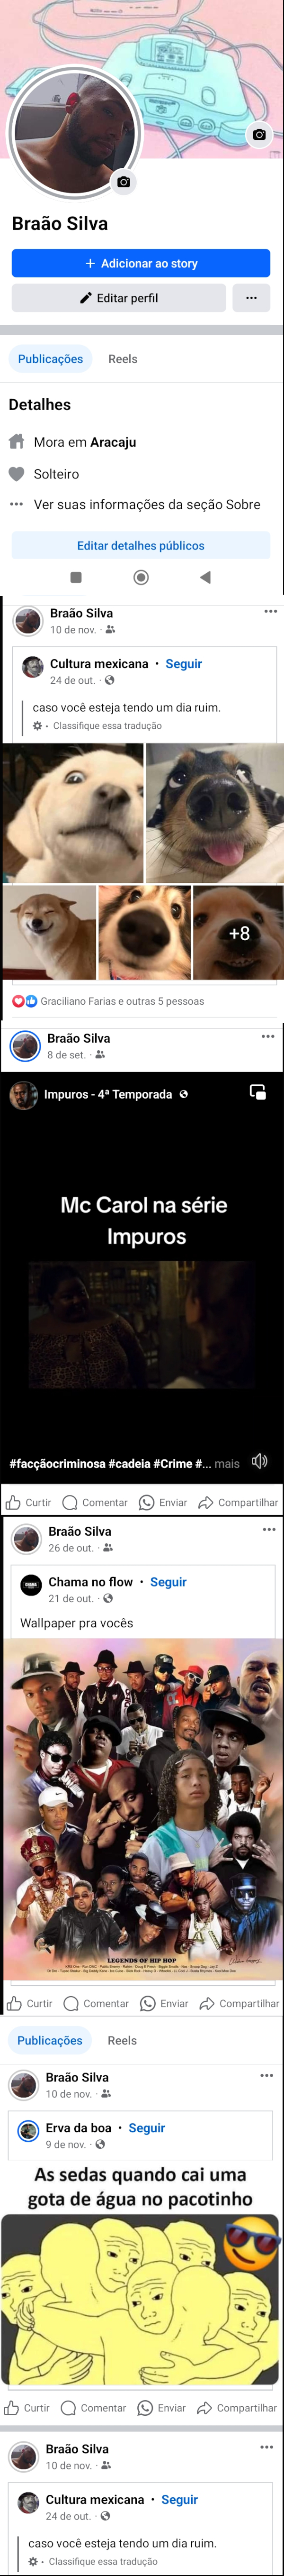 Braão Silva
+ Adicionar ao story
Editar perfil
Publicações Reels
Detalhes
Mora em Aracaju
Solteiro
Ver suas informações da seção Sobre
Editar detalhes públicos
Braão Silva
10 de nov.
Cultura mexicana • Seguir
24 de out.
caso você esteja tendo um dia ruim.
Classifique essa tradução
+8
Graciliano Farias e outras 5 pessoas
Braão Silva
8 de set.
Impuros - 4ª Temporada
Mc Carol na série
Impuros
#facçãocriminosa #cadeia #Crime #... mais
Curtir Comentar Enviar Compartilhar
Braão Silva
26 de out.
Chama no flow • Seguir
21 de out.
Wallpaper pra vocês
LEGENDS OF HIP HOP
Curtir Comentar Enviar Compartilhar
Publicações Reels
Braão Silva
10 de nov.
Erva da boa • Seguir
9 de nov.
As sedas quando cai uma
gota de água no pacotinho
Curtir Comentar Enviar Compartilhar
Braão Silva
10 de nov.
Cultura mexicana • Seguir
24 de out.
caso você esteja tendo um dia ruim.
Classifique essa tradução